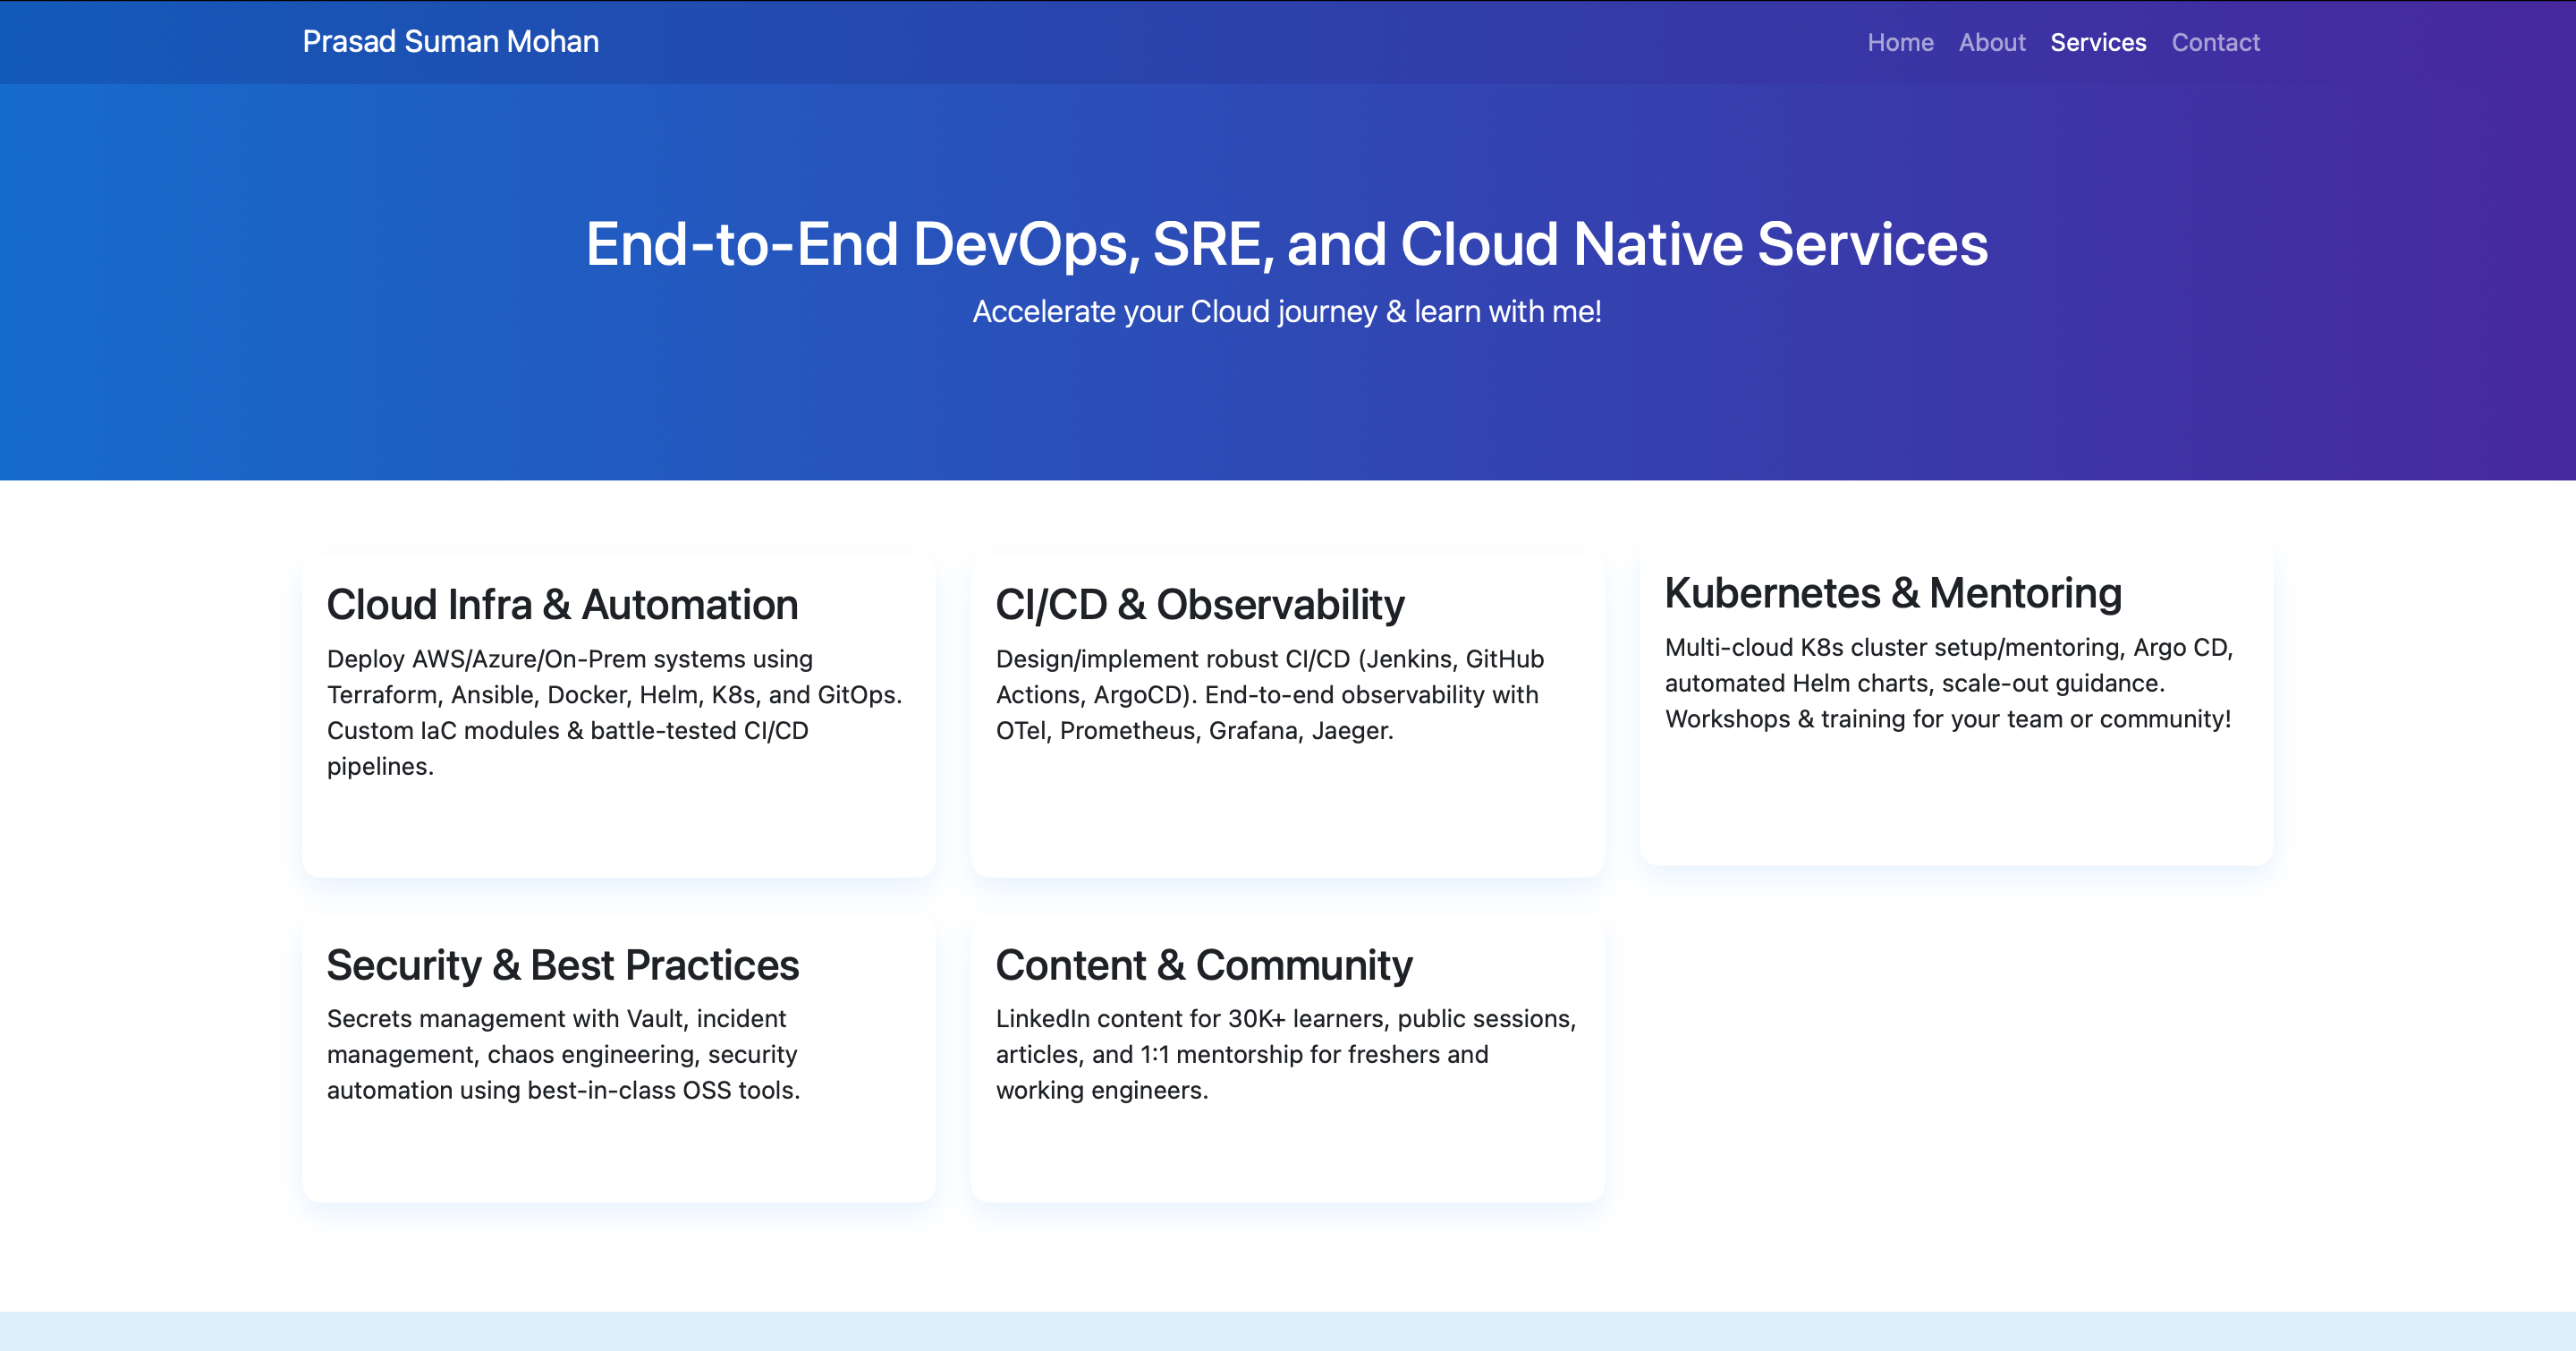 Prasad Suman Mohan
Home About Services Contact
End-to-End DevOps, SRE, and Cloud Native Services
Accelerate your Cloud journey & learn with me!
Cloud Infra & Automation
Deploy AWS/Azure/On-Prem systems using
Terraform, Ansible, Docker, Helm, K8s, and GitOps.
Custom IaC modules & battle-tested CI/CD
pipelines.
CI/CD & Observability
Design/implement robust CI/CD (Jenkins, GitHub
Actions, ArgoCD). End-to-end observability with
OTel, Prometheus, Grafana, Jaeger.
Kubernetes & Mentoring
Multi-cloud K8s cluster setup/mentoring, Argo CD,
automated Helm charts, scale-out guidance.
Workshops & training for your team or community!
Security & Best Practices
Secrets management with Vault, incident
management, chaos engineering, security
automation using best-in-class OSS tools.
Content & Community
LinkedIn content for 30K+ learners, public sessions,
articles, and 1:1 mentorship for freshers and
working engineers.